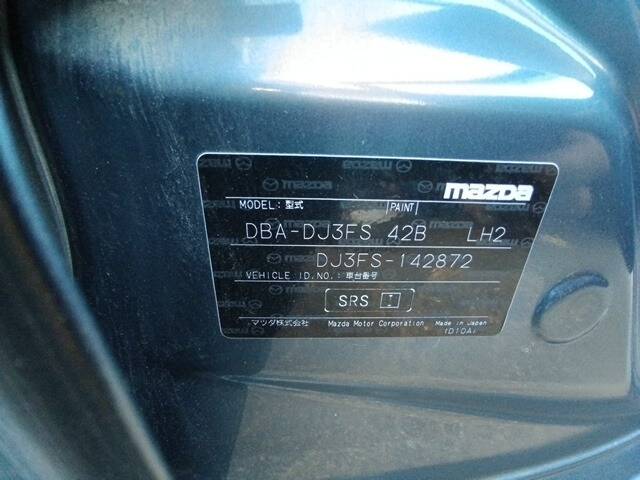 mazda
MODEL:型式 PAINT
DBA-DJ3FS 42B LH2
DJ3FS-142872
VEHICLE ID.NO.:車台番号
SRS
マツダ株式会社 Mazda Motor Corporation Made in Japan
(D10A)